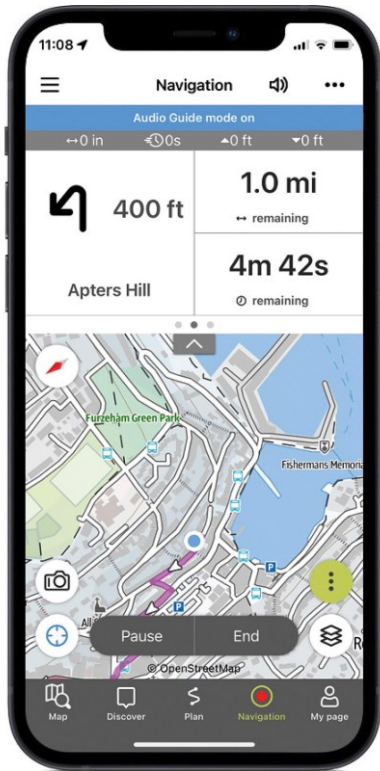 11:08
Navigation
Audio Guide mode on
0 in 0s 0 ft 0 ft
400 ft
Apters Hill
1.0 mi
remaining
4m 42s
remaining
Furzeham Green Park
Fishermans Memoria
All
P
P
P
Pause End
R
© OpenStreetMap
Map Discover Plan Navigation My page